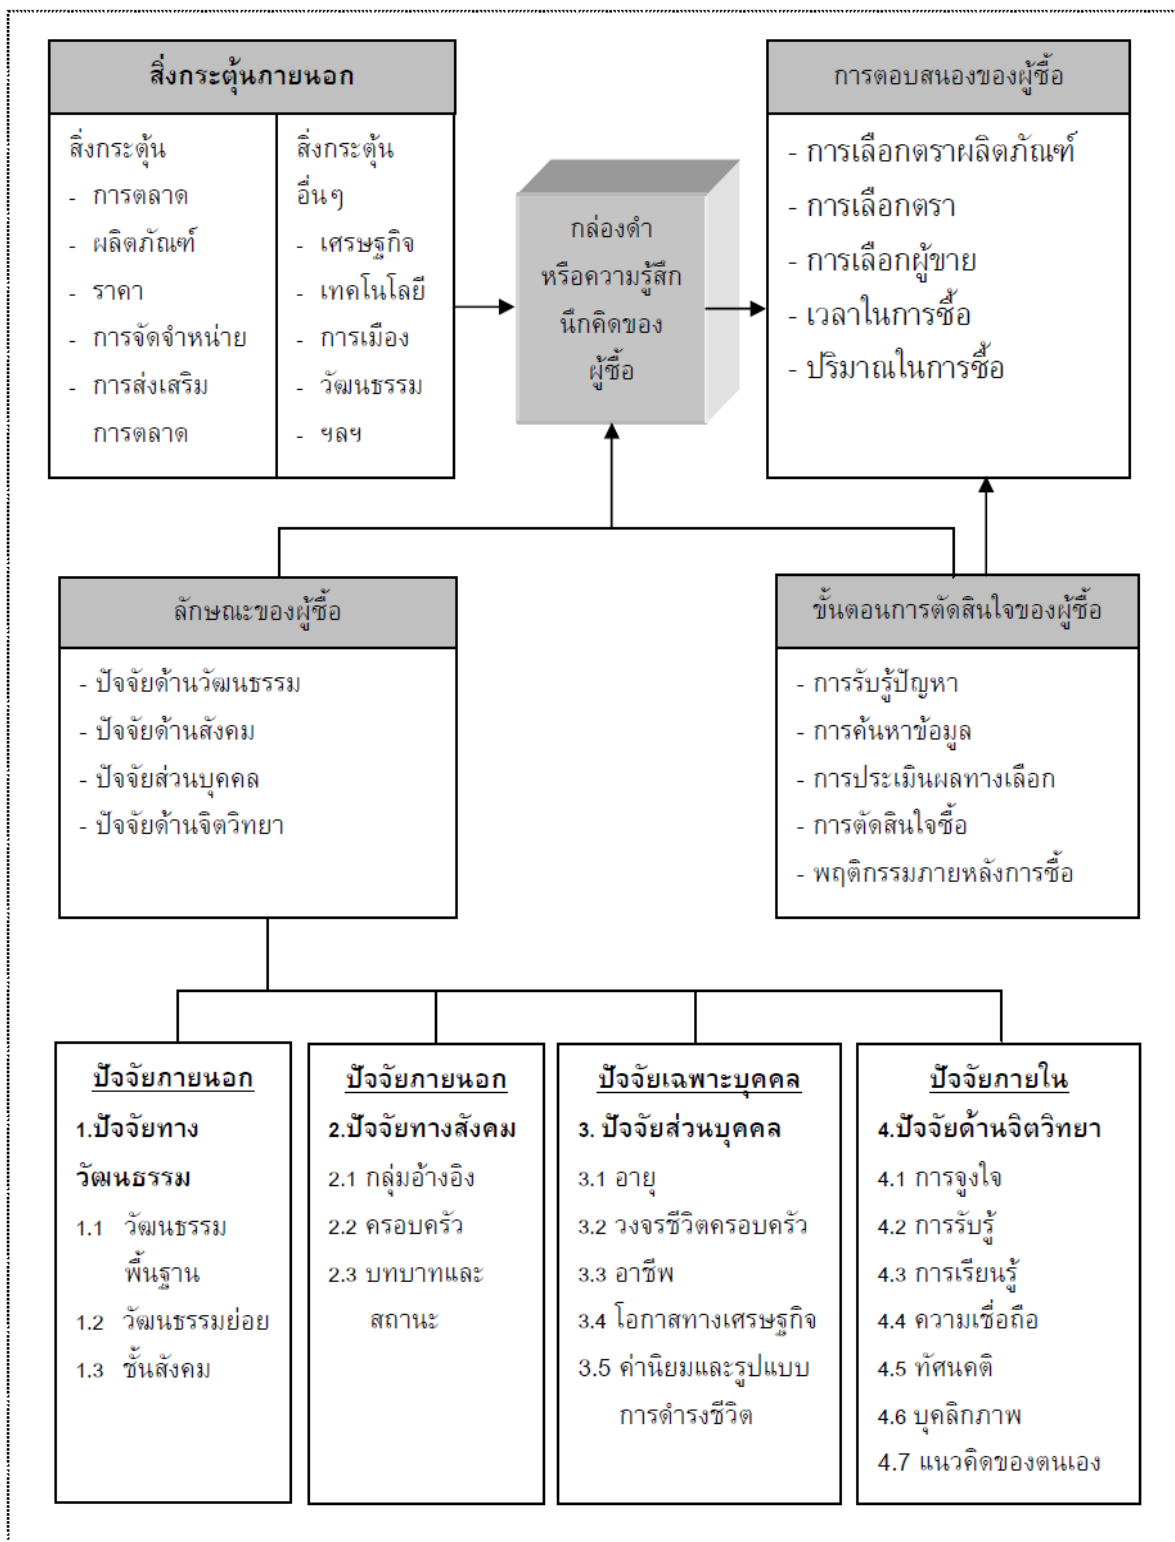 สิ่งกระตุ้นภายนอก
สิ่งกระตุ้น
- การตลาด
- ผลิตภัณฑ์
- ราคา
- การจัดจำหน่าย
- การส่งเสริม
การตลาด
สิ่งกระตุ้น
อื่นๆ
- เศรษฐกิจ
- เทคโนโลยี
- การเมือง
- วัฒนธรรม
- ฯลฯ
กล่องดำ
หรือความรู้สึก
นึกคิดของ
ผู้ซื้อ
การตอบสนองของผู้ซื้อ
- การเลือกตราผลิตภัณฑ์
- การเลือกตรา
- การเลือกผู้ขาย
- เวลาในการซื้อ
- ปริมาณในการซื้อ
ลักษณะของผู้ซื้อ
- ปัจจัยด้านวัฒนธรรม
- ปัจจัยด้านสังคม
- ปัจจัยส่วนบุคคล
- ปัจจัยด้านจิตวิทยา
ขั้นตอนการตัดสินใจของผู้ซื้อ
- การรับรู้ปัญหา
- การค้นหาข้อมูล
- การประเมินผลทางเลือก
- การตัดสินใจซื้อ
- พฤติกรรมภายหลังการซื้อ
ปัจจัยภายนอก
1.ปัจจัยทาง
วัฒนธรรม
1.1 วัฒนธรรม
พื้นฐาน
1.2 วัฒนธรรมย่อย
1.3 ชั้นสังคม
ปัจจัยภายนอก
2.ปัจจัยทางสังคม
2.1 กลุ่มอ้างอิง
2.2 ครอบครัว
2.3 บทบาทและ
สถานะ
ปัจจัยเฉพาะบุคคล
3. ปัจจัยส่วนบุคคล
3.1 อายุ
3.2 วงจรชีวิตครอบครัว
3.3 อาชีพ
3.4 โอกาสทางเศรษฐกิจ
3.5 ค่านิยมและรูปแบบ
การดำรงชีวิต
ปัจจัยภายใน
4.ปัจจัยด้านจิตวิทยา
4.1 การจูงใจ
4.2 การรับรู้
4.3 การเรียนรู้
4.4 ความเชื่อถือ
4.5 ทัศนคติ
4.6 บุคลิกภาพ
4.7 แนวคิดของตนเอง